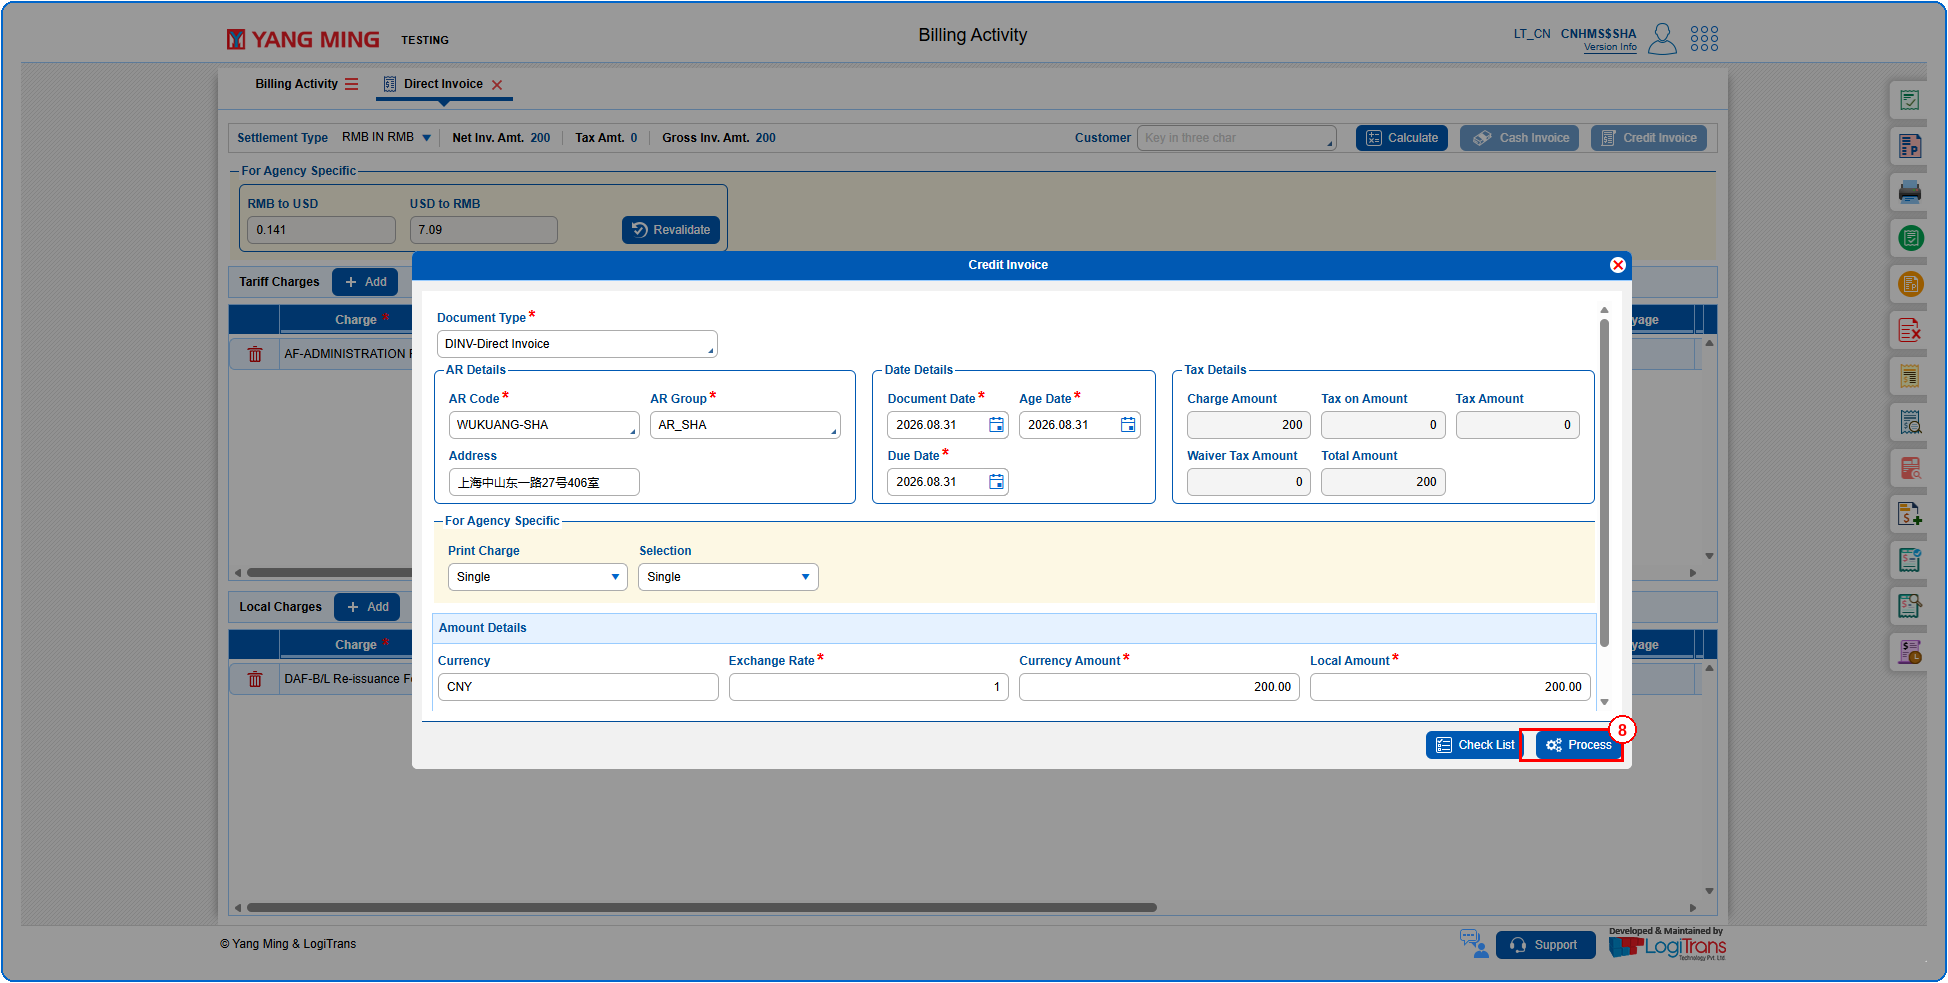 YANG MING TESTING
Billing Activity
LT_CN CNHMS$SHA
Version Info
Billing Activity
Direct Invoice
Settlement Type RMB IN RMB Net Inv. Amt. 200 Tax Amt. 0 Gross Inv. Amt. 200 Customer Key in three char Calculate Cash Invoice Credit Invoice
For Agency Specific
RMB to USD USD to RMB
0.141 7.09 Revalidate
Tariff Charges + Add
Charge * yage
AF-ADMINISTRATION
Local Charges + Add
Charge * yage
DAF-B/L Re-issuance
Credit Invoice
Document Type *
DINV-Direct Invoice
AR Details
AR Code * AR Group *
WUKUANG-SHA AR_SHA
Address
上海中山东一路27号406室
Date Details
Document Date * Age Date *
2026.08.31 2026.08.31
Due Date *
2026.08.31
Tax Details
Charge Amount Tax on Amount Tax Amount
200 0 0
Waiver Tax Amount Total Amount
0 200
For Agency Specific
Print Charge Selection
Single Single
Amount Details
Currency Exchange Rate * Currency Amount * Local Amount *
CNY 1 200.00 200.00
Check List Process
8
© Yang Ming & LogiTrans
Support
Developed & Maintained by
LogiTrans
Technology Pvt. Ltd.